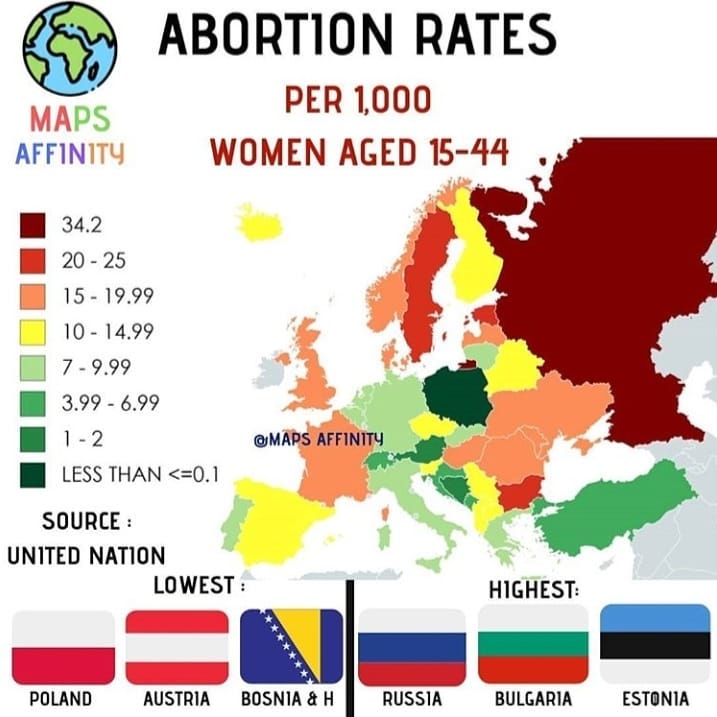 ABORTION RATES
PER 1,000
WOMEN AGED 15-44
MAPS
AFFINITY
34.2
20 - 25
15 - 19.99
10 - 14.99
7 - 9.99
3.99 - 6.99
1 - 2
LESS THAN <=0.1
@MAPS AFFINITY
SOURCE :
UNITED NATION
LOWEST :
HIGHEST:
POLAND
AUSTRIA
BOSNIA & H
RUSSIA
BULGARIA
ESTONIA